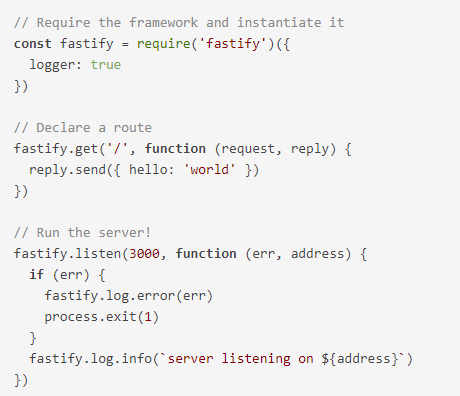 // Require the framework and instantiate it
const fastify = require('fastify')({
  logger: true
})

// Declare a route
fastify.get('/', function (request, reply) {
  reply.send({ hello: 'world' })
})

// Run the server!
fastify.listen(3000, function (err, address) {
  if (err) {
    fastify.log.error(err)
    process.exit(1)
  }
  fastify.log.info(`server listening on ${address}`)
})